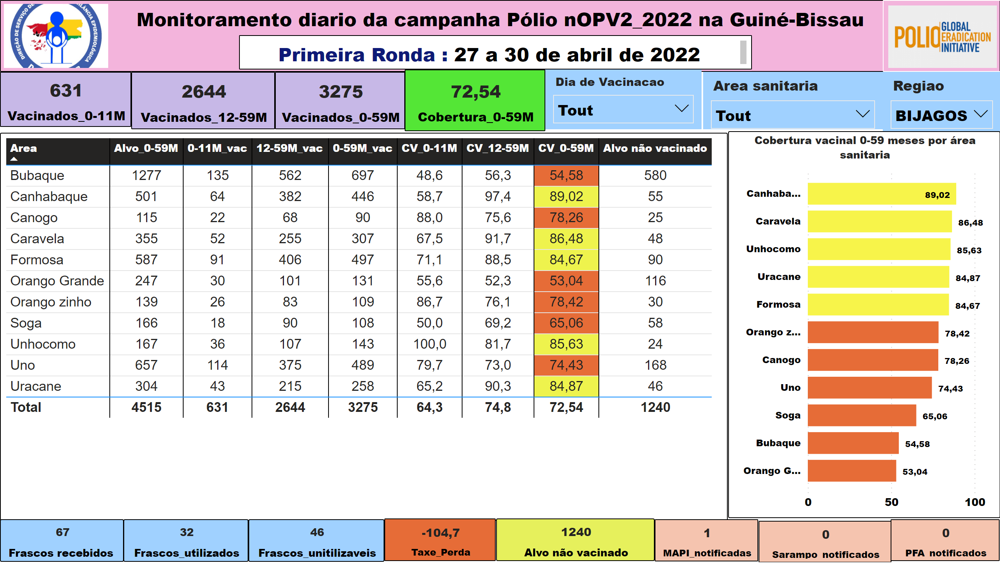 Monitoramento diario da campanha Pólio nOPV2_2022 na Guiné-Bissau
Primeira Ronda : 27 a 30 de abril de 2022
DIREÇÃO DE SERVIÇO DE
EPIDEMIOLÓGICA
POLIO GLOBAL
ERADICATION
INITIATIVE
631
Vacinados_0-11M
2644
Vacinados_12-59M
3275
Vacinados_0-59M
72,54
Cobertura_0-59M
Dia de Vacinacao
Tout
Area sanitaria
Tout
Regiao
BIJAGOS
Area Alvo_0-59M 0-11M_vac 12-59M_vac 0-59M_vac CV_0-11M CV_12-59M CV_0-59M Alvo não vacinado
Bubaque 1277 135 562 697 48,6 56,3 54,58 580
Canhabaque 501 64 382 446 58,7 97,4 89,02 55
Canogo 115 22 68 90 88,0 75,6 78,26 25
Caravela 355 52 255 307 67,5 91,7 86,48 48
Formosa 587 91 406 497 71,1 88,5 84,67 90
Orango Grande 247 30 101 131 55,6 52,3 53,04 116
Orango zinho 139 26 83 109 86,7 76,1 78,42 30
Soga 166 18 90 108 50,0 69,2 65,06 58
Unhocomo 167 36 107 143 100,0 81,7 85,63 24
Uno 657 114 375 489 79,7 73,0 74,43 168
Uracane 304 43 215 258 65,2 90,3 84,87 46
Total 4515 631 2644 3275 64,3 74,8 72,54 1240
Cobertura vacinal 0-59 meses por área
sanitaria
Canhaba... 89,02
Caravela 86,48
Unhocomo 85,63
Uracane 84,87
Formosa 84,67
Orango z... 78,42
Canogo 78,26
Uno 74,43
Soga 65,06
Bubaque 54,58
Orango G... 53,04
0 50 100
67
Frascos recebidos
32
Frascos_utilizados
46
Frascos_unitilizaveis
-104,7
Taxe_Perda
1240
Alvo não vacinado
1
MAPI_notificadas
0
Sarampo notificados
0
PFA notificados